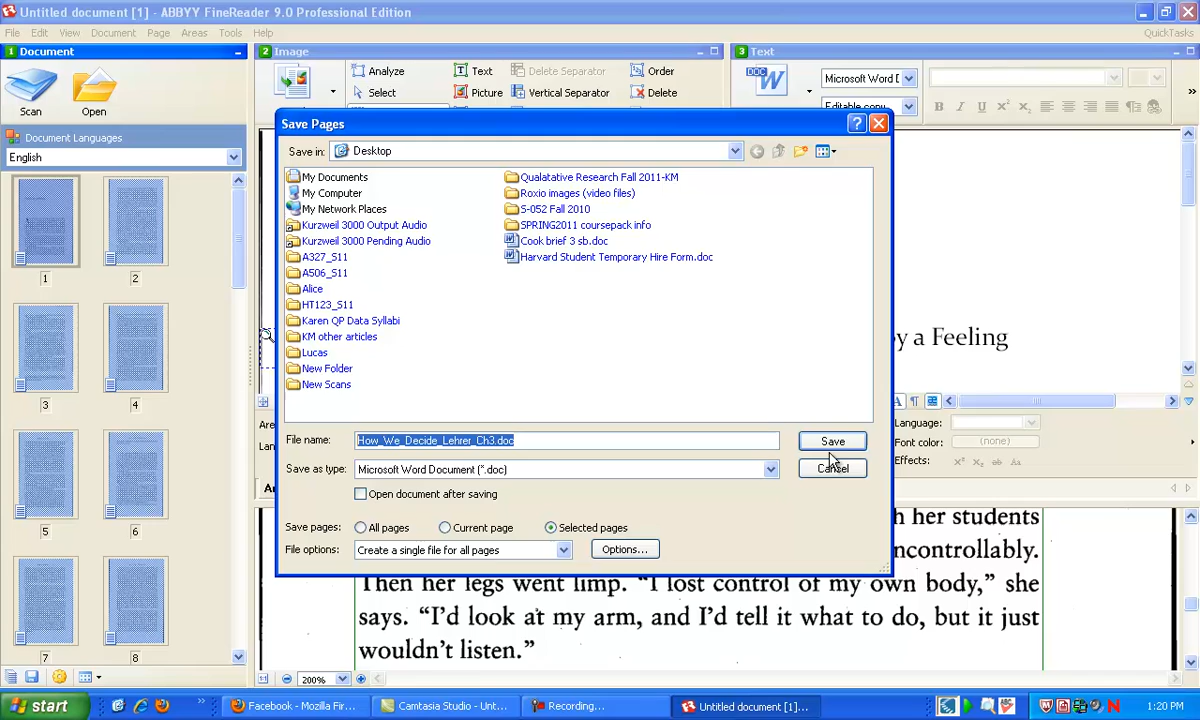 Untitled document [1] - ABBYY FineReader 9.0 Professional Edition
File Edit View Document Page Areas Tools Help
QuickTasks
1 Document
2 Image
3 Text
Scan
Open
Analyze
Text
Delete Separator
Order
Select
Picture
Vertical Separator
Delete
Microsoft Word D
Editable copy
B I U
Document Languages
English
1
2
3
4
5
6
7
8
Save Pages
Save in:
Desktop
My Documents
My Computer
My Network Places
Kurzweil 3000 Output Audio
Kurzweil 3000 Pending Audio
A327_S11
A506_S11
Alice
HT123_S11
Karen QP Data Syllabi
KM other articles
Lucas
New Folder
New Scans
Qualatative Research Fall 2011-KM
Roxio images (video files)
S-052 Fall 2010
SPRING2011 coursepack info
Cook brief 3 sb.doc
Harvard Student Temporary Hire Form.doc
File name:
How_We_Decide_Lehrer_Ch3.doc
Save
Save as type:
Microsoft Word Document (*.doc)
Cancel
Open document after saving
Save pages:
All pages
Current page
Selected pages
File options:
Create a single file for all pages
Options...
y a Feeling
Language:
Font color:
(none)
Effects:
h her students
ncontrollably.
Then her legs went limp. “I lost control of my own body,” she
says. “I’d look at my arm, and I’d tell it what to do, but it just
wouldn’t listen.”
200%
start
Facebook - Mozilla Fir...
Camtasia Studio - Unt...
Recording...
Untitled document [1]...
1:20 PM